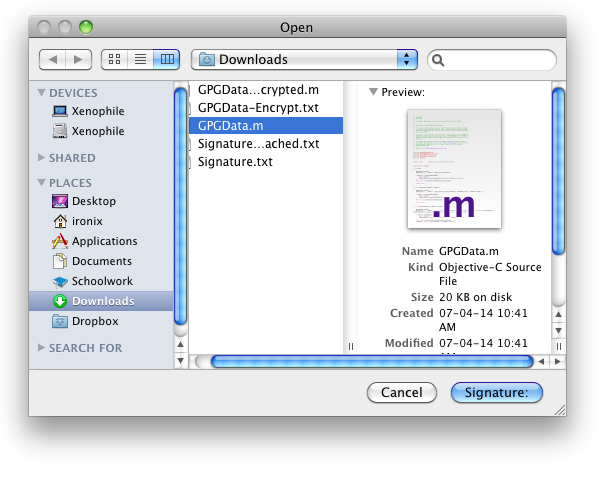 Open
Downloads
DEVICES
Xenophile
Xenophile
SHARED
PLACES
Desktop
ironix
Applications
Documents
Schoolwork
Downloads
Dropbox
SEARCH FOR
GPGData...crypted.m
GPGData-Encrypt.txt
GPGData.m
Signature...ached.txt
Signature.txt
Preview:
.m
Name GPGData.m
Kind Objective-C Source
File
Size 20 KB on disk
Created 07-04-14 10:41
AM
Modified 07-04-14 10:41
Cancel
Signature: